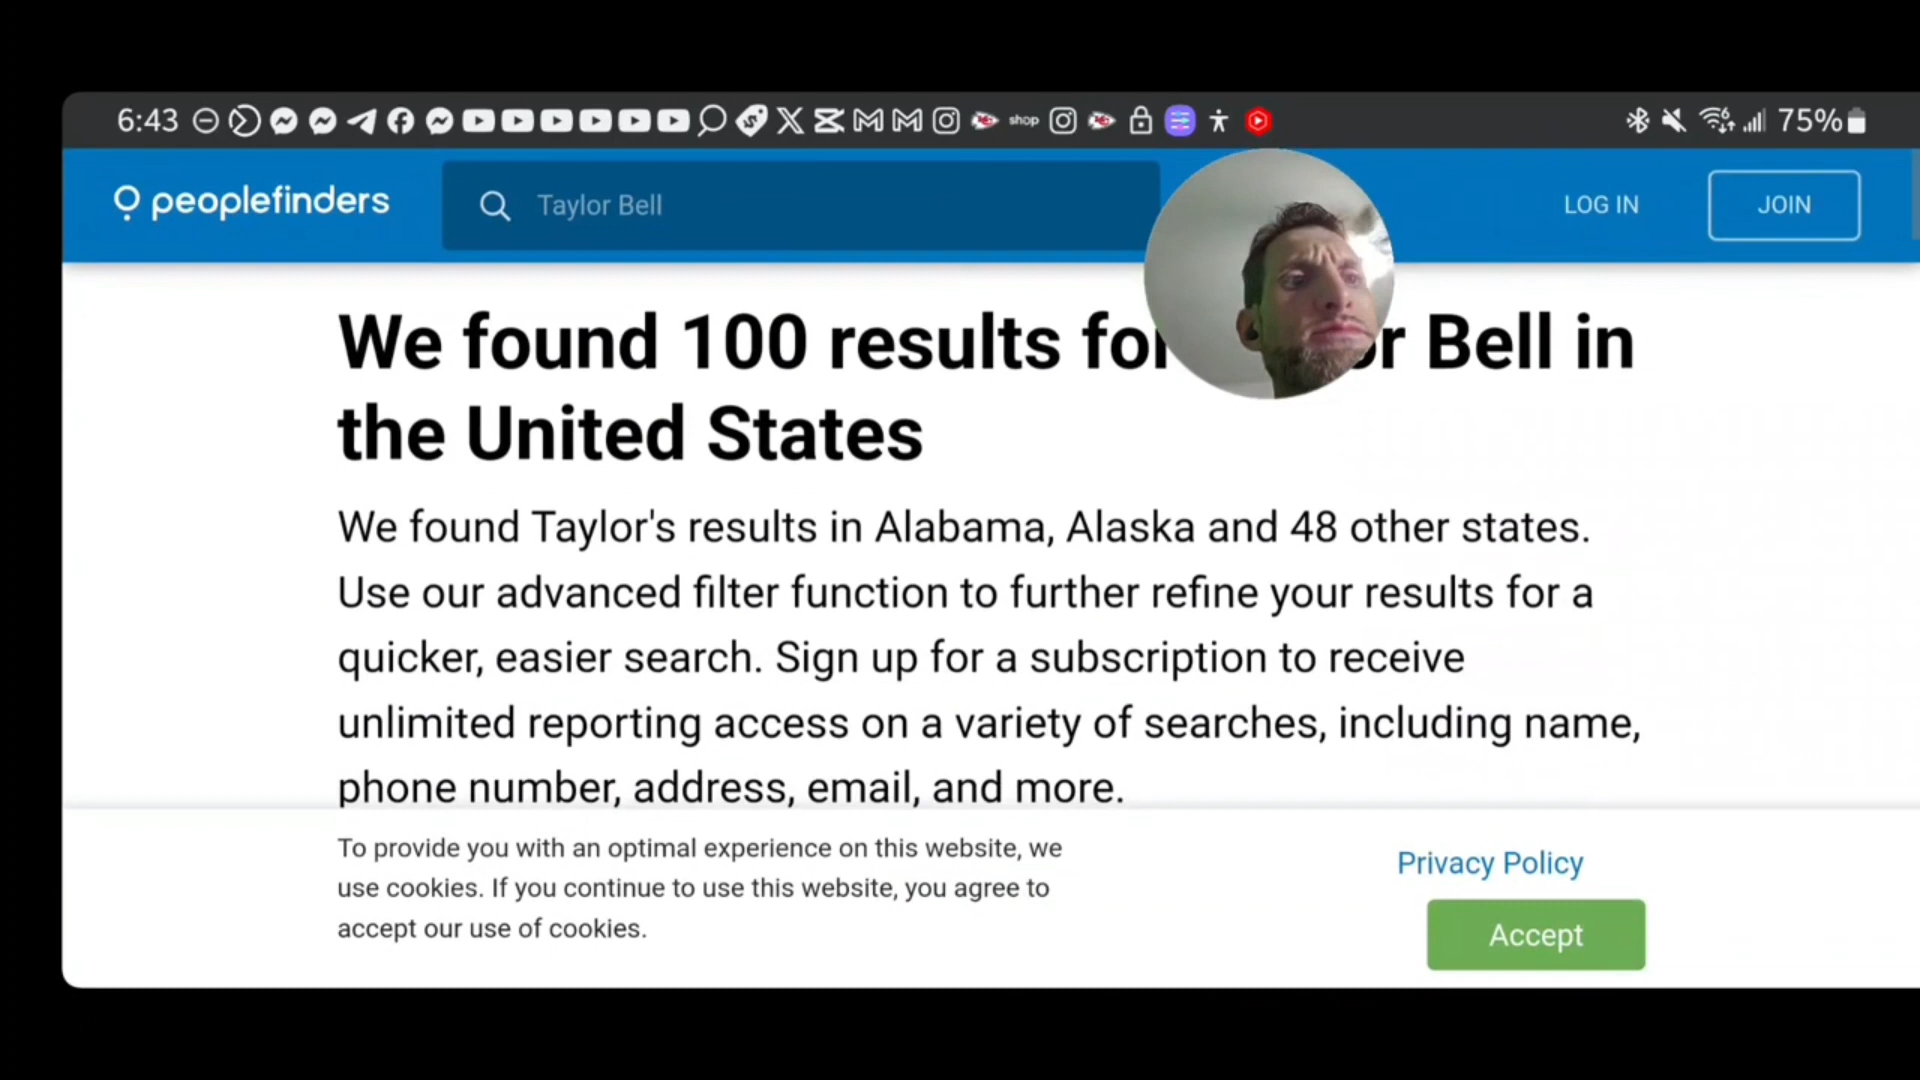 6:43 shop 75%
peoplefinders Taylor Bell LOG IN JOIN
We found 100 results for Bell in
the United States
We found Taylor's results in Alabama, Alaska and 48 other states.
Use our advanced filter function to further refine your results for a
quicker, easier search. Sign up for a subscription to receive
unlimited reporting access on a variety of searches, including name,
phone number, address, email, and more.
To provide you with an optimal experience on this website, we
use cookies. If you continue to use this website, you agree to
accept our use of cookies.
Privacy Policy
Accept